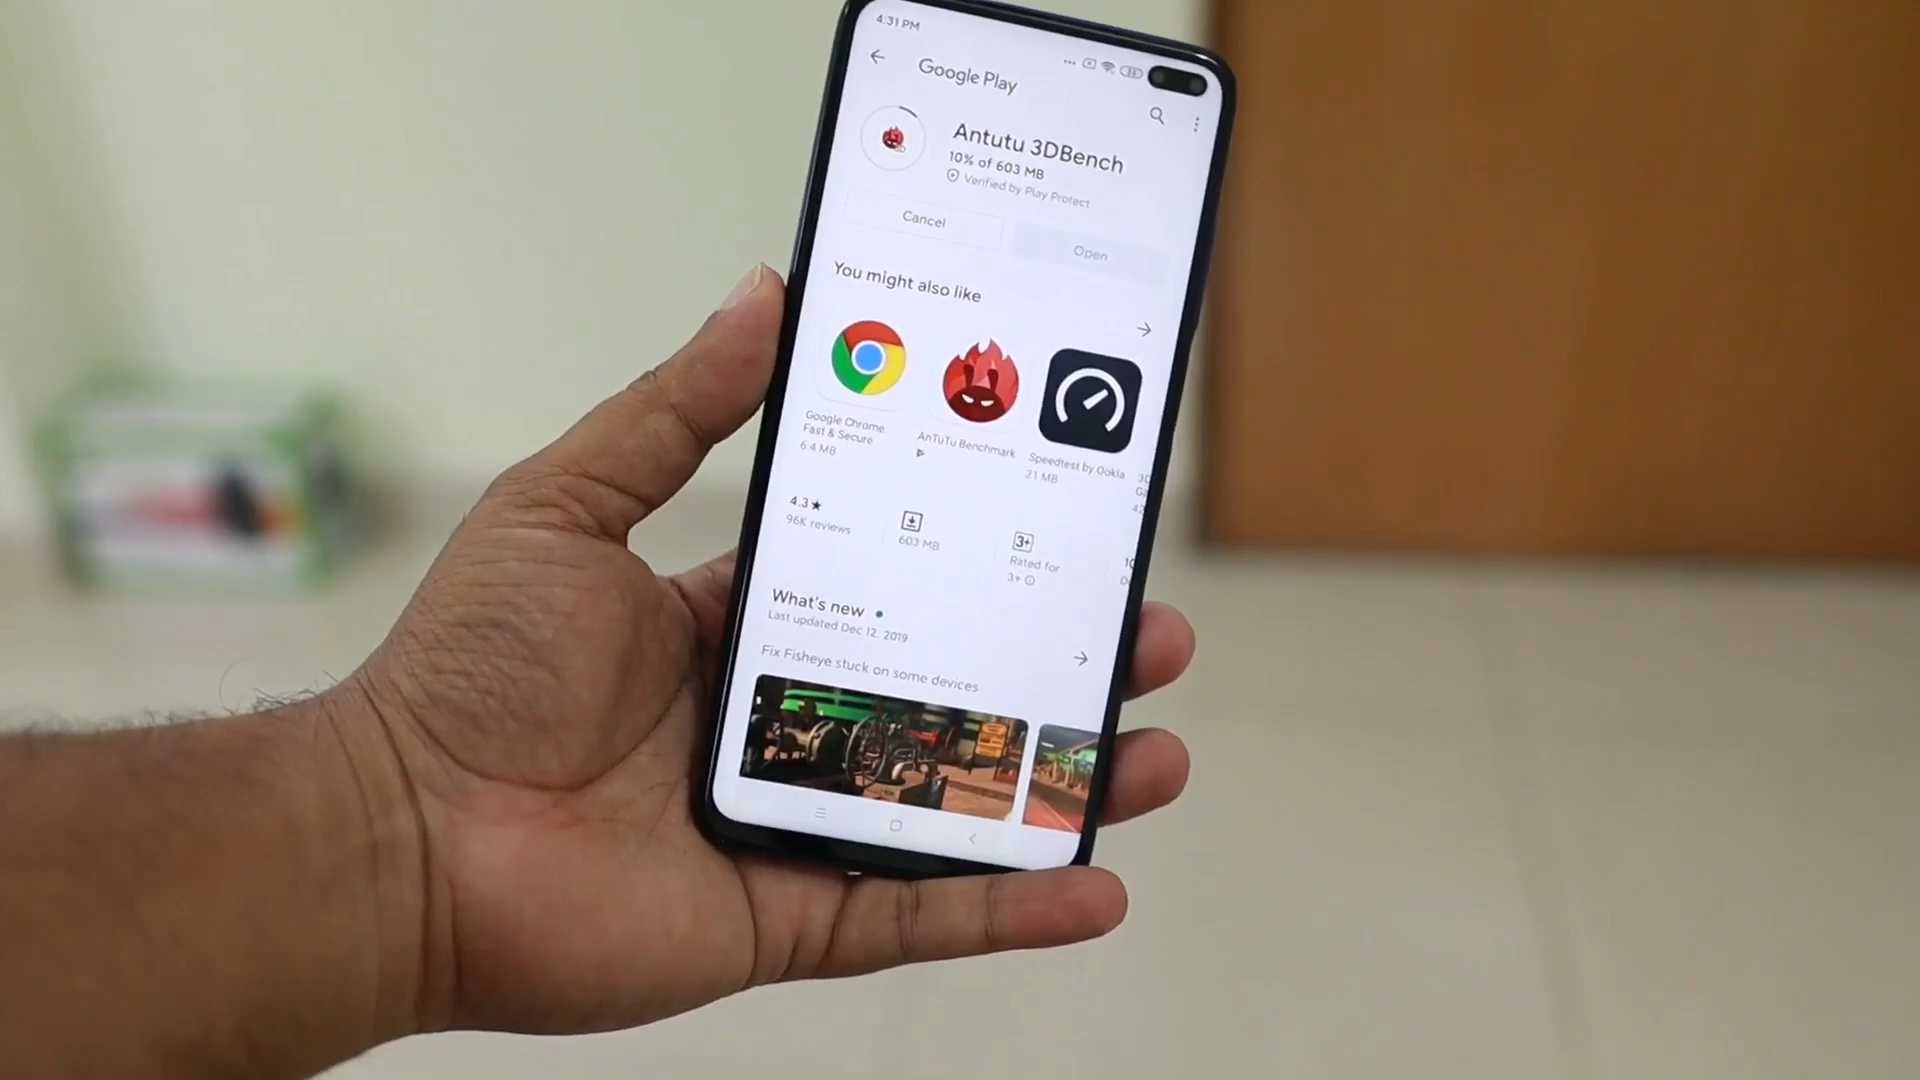 4:31 PM
Google Play
Antutu 3DBench
10% of 603 MB
Verified by Play Protect
Cancel
Open
You might also like
Google Chrome:
Fast & Secure
6.4 MB
AnTuTu Benchmark
Speedtest by Ookla
21 MB
4.3★
96K reviews
603 MB
3+
Rated for
3+
What's new
Last updated Dec 12, 2019
Fix Fisheye stuck on some devices